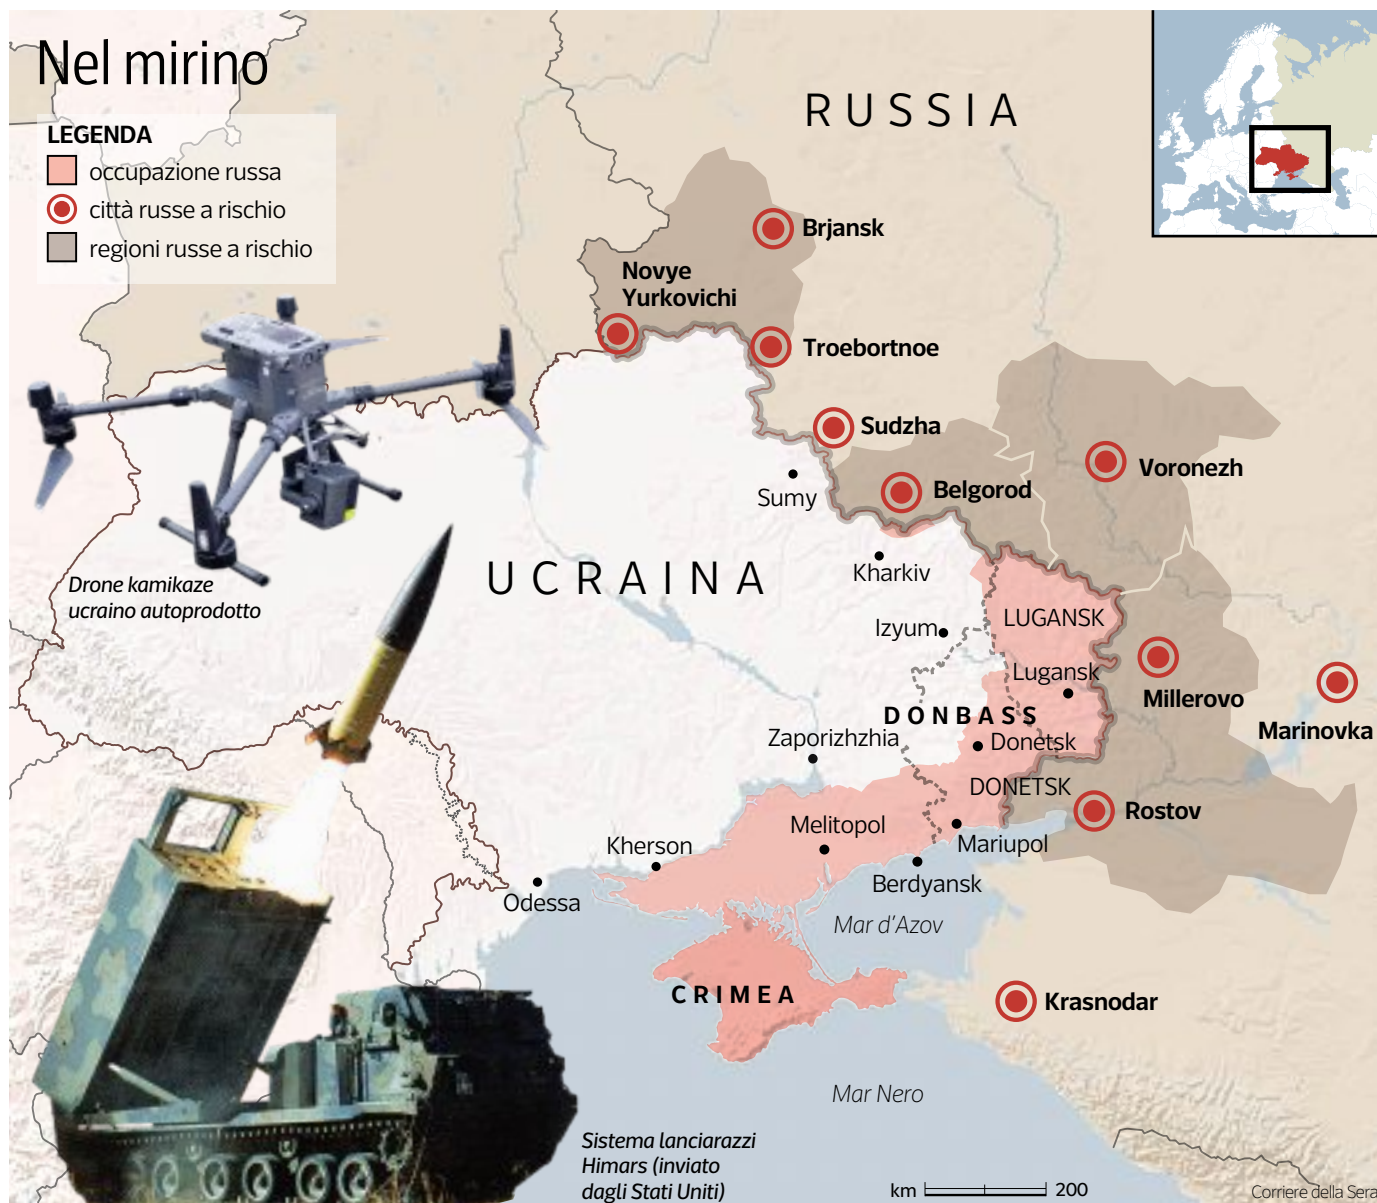 Nel mirino
LEGENDA
occupazione russa
città russe a rischio
regioni russe a rischio
RUSSIA
Brjansk
Novye
Yurkovichi
Troebortnoe
Sudzha
Voronezh
Belgorod
Sumy
Kharkiv
UCRAINA
Drone kamikaze
ucraino autoprodotto
Izyum
LUGANSK
Lugansk
Millerovo
Marinovka
DONBASS
Zaporizhzhia
Donetsk
DONETSK
Rostov
Melitopol
Mariupol
Kherson
Berdyansk
Odessa
Mar d'Azov
CRIMEA
Krasnodar
Mar Nero
Sistema lanciarazzi
Himars (inviato
dagli Stati Uniti)
km 200
Corriere della Sera